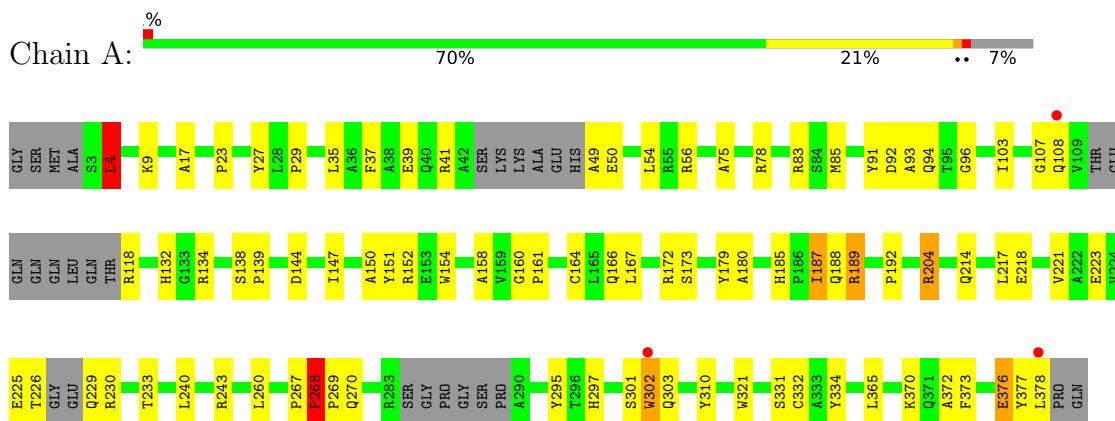 .%
Chain A:
70% 21% •• 7%
GLY SER MET ALA S3 L4 K9 A17 P23 Y27 L28 P29 L35 A36 F37 A38 E39 Q40 R41 A42 SER LYS LYS ALA GLU HIS A49 E50 L54 R55 R56 A75 R78 R83 S84 M85 Y91 D92 A93 Q94 T95 G96 I103 G107 Q108 V109 THR
GLN GLN GLN LEU GLN THR R118 H132 G133 R134 S138 P139 D144 I147 A150 Y151 R152 E153 W154 A158 V159 G160 P161 C164 L165 Q166 L167 R172 S173 Y179 A180 H185 P186 I187 Q188 R189 P192 R204 Q214 L217 E218 V221 A222 E223
E225 T226 GLY GLU Q229 R230 T233 L240 R243 L260 P267 P268 P269 Q270 R283 SER GLY PRO GLY SER PRO A290 Y295 T296 H297 S301 W302 Q303 Y310 W321 S331 C332 A333 Y334 L365 K370 Q371 A372 F373 E376 Y377 L378 PRO GLN